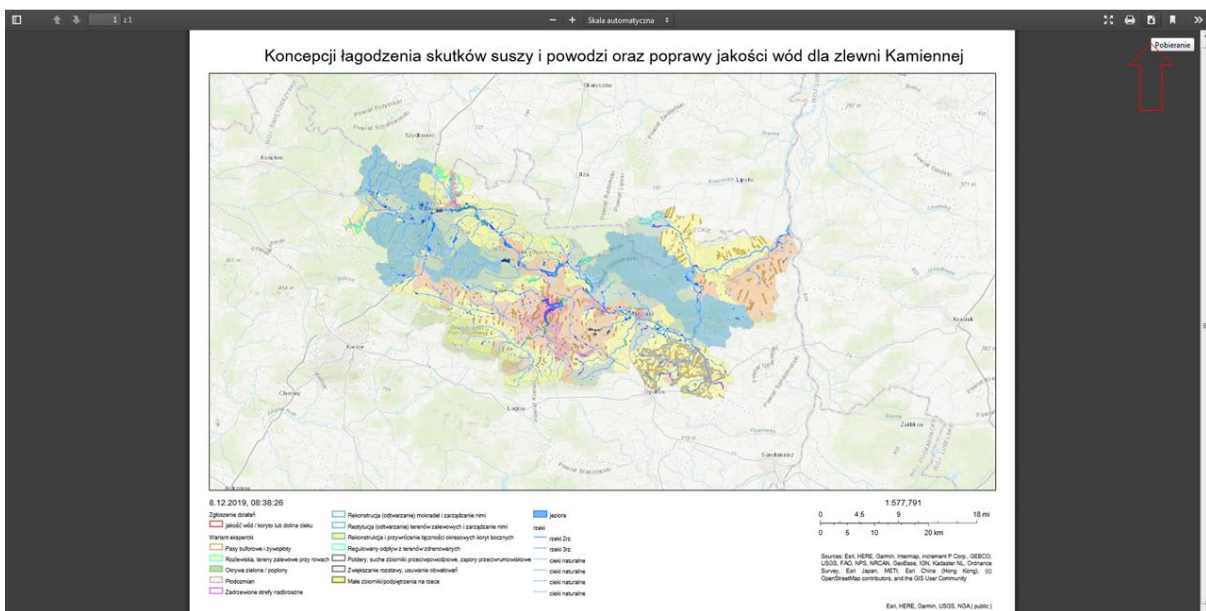 1 z 1
Skala automatyczna
Pobieranie
Koncepcji łagodzenia skutków suszy i powodzi oraz poprawy jakości wód dla zlewni Kamiennej
Szydłowiec
Iłża
Lipsko
Kielce
Chęciny
Łagów
Opatów
Kraśnik
Sandomierz
8.12.2019, 08:38:26
1:577,791
Zgłoszenie działań
jakość wód / koryto lub dolina cieku
Wariant ekspercki
Pasy buforowe i żywopłoty
Rozlewiska, tereny zalewowe przy rowach
Okrywa zielona / poplony
Płodozmian
Zadrzewione strefy nadbrzeżne
Rekonstrukcja (odtwarzanie) mokradeł i zarządzanie nimi
Restytucja (odtwarzanie) terenów zalewowych i zarządzanie nimi
Rekonstrukcja i przywrócenie łączności okresowych koryt bocznych
Regulowany odpływ z terenów zdrenowanych
Poldery, suche zbiorniki przeciwpowodziowe, zapory przeciwrumowiskowe
Zwiększanie rozstawy, usuwanie obwałowań
Małe zbiorniki/podpiętrzenia na rzece
jeziora
rzeki
rzeki 2rz.
rzeki 3rz.
cieki naturalne
cieki naturalne
cieki naturalne
cieki naturalne
0 4.5 9 18 mi
0 5 10 20 km
Sources: Esri, HERE, Garmin, Intermap, increment P Corp., GEBCO,
USGS, FAO, NPS, NRCAN, GeoBase, IGN, Kadaster NL, Ordnance
Survey, Esri Japan, METI, Esri China (Hong Kong), (c)
OpenStreetMap contributors, and the GIS User Community
Esri, HERE, Garmin, USGS, NGA | public |